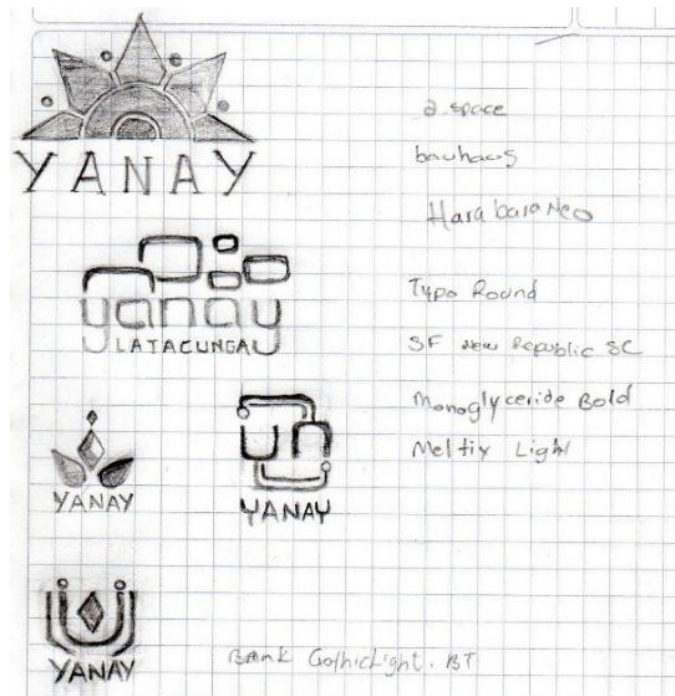 YANAY
yanay
LATACUNGA
YANAY
yn
YANAY
YANAY
a.space
bauhaus
Harabara Neo
Typo Round
SF New Republic SC
Monoglyceride Bold
Meltix Light
Bank GothicLight. BT